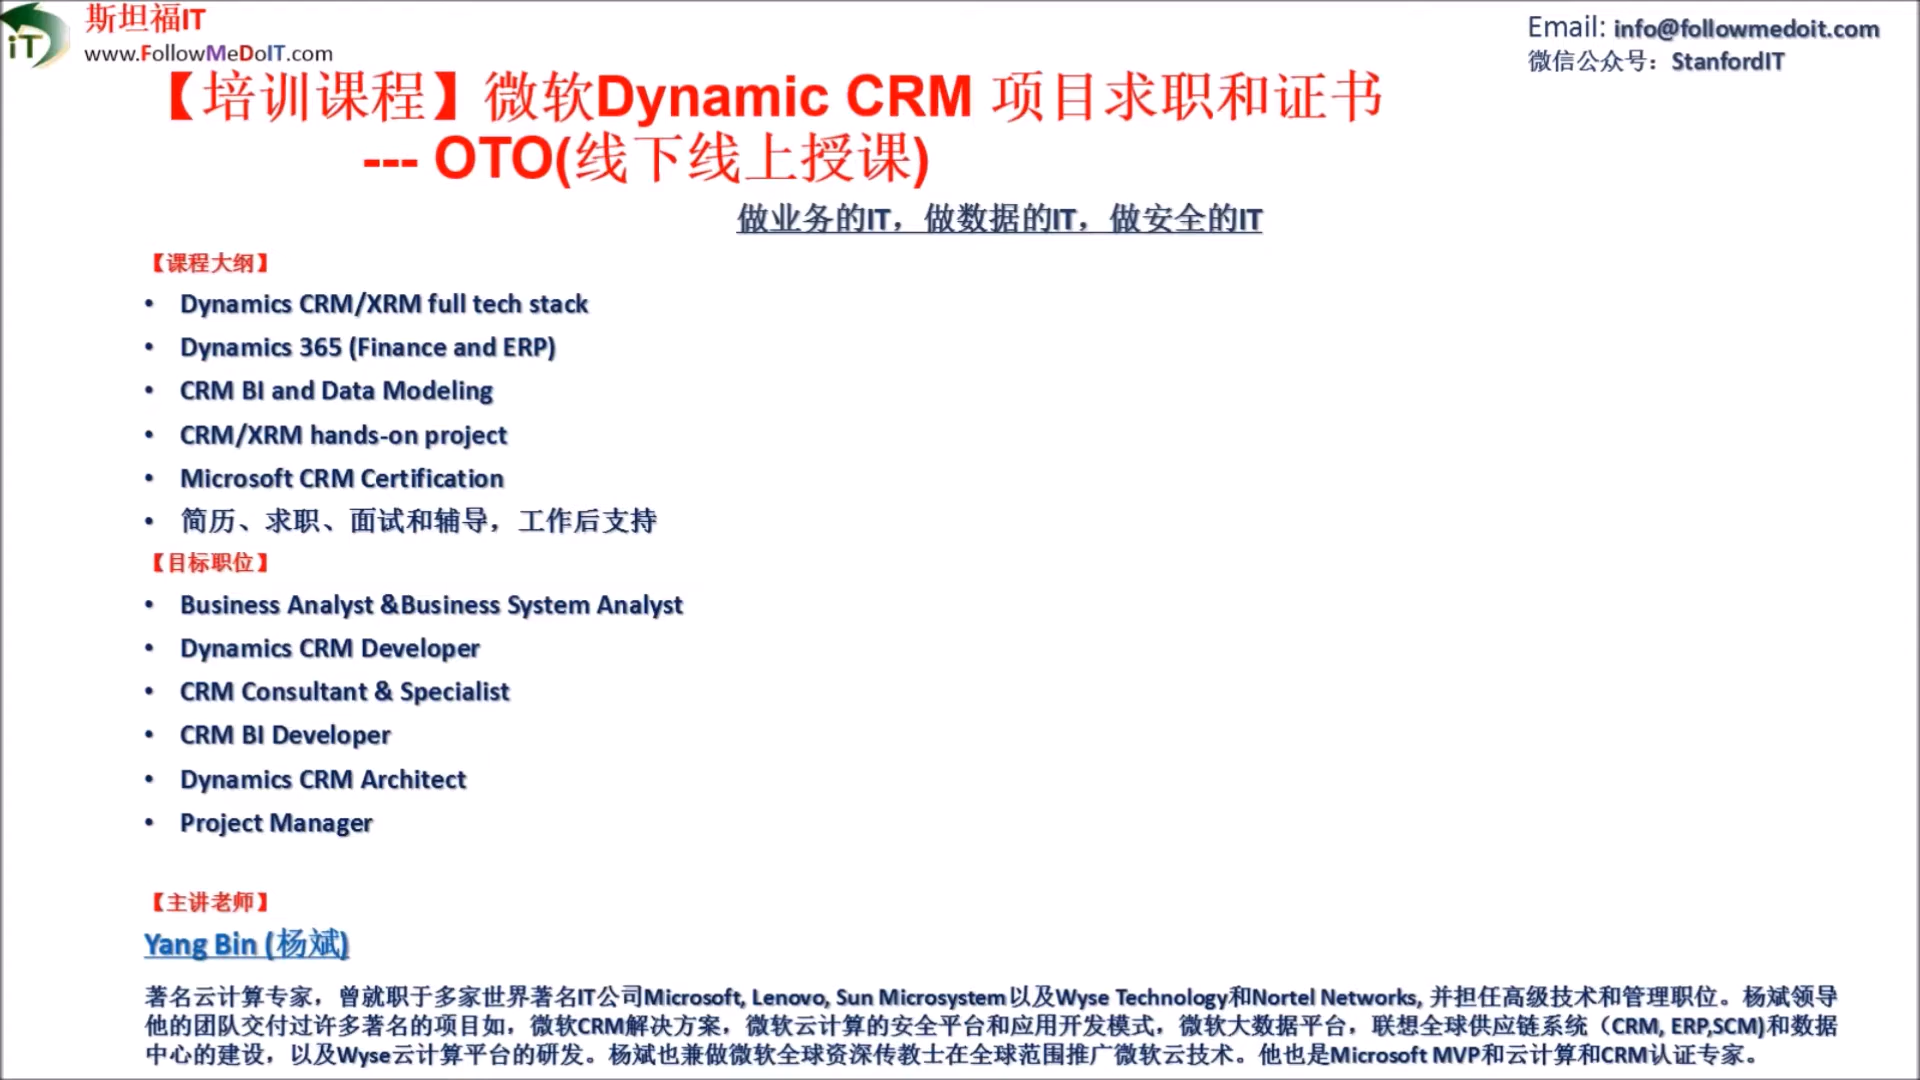 iT
斯坦福IT
www.FollowMeDoIT.com
Email: info@followmedoit.com
微信公众号：StanfordIT
【培训课程】微软Dynamic CRM 项目求职和证书
--- OTO(线下线上授课)
做业务的IT，做数据的IT，做安全的IT
【课程大纲】
• Dynamics CRM/XRM full tech stack
• Dynamics 365 (Finance and ERP)
• CRM BI and Data Modeling
• CRM/XRM hands-on project
• Microsoft CRM Certification
• 简历、求职、面试和辅导，工作后支持
【目标职位】
• Business Analyst &Business System Analyst
• Dynamics CRM Developer
• CRM Consultant & Specialist
• CRM BI Developer
• Dynamics CRM Architect
• Project Manager
【主讲老师】
Yang Bin (杨斌)
著名云计算专家，曾就职于多家世界著名IT公司Microsoft, Lenovo, Sun Microsystem以及Wyse Technology和Nortel Networks, 并担任高级技术和管理职位。杨斌领导
他的团队交付过许多著名的项目如，微软CRM解决方案，微软云计算的安全平台和应用开发模式，微软大数据平台，联想全球供应链系统（CRM, ERP,SCM)和数据
中心的建设，以及Wyse云计算平台的研发。杨斌也兼做微软全球资深传教士在全球范围推广微软云技术。他也是Microsoft MVP和云计算和CRM认证专家。